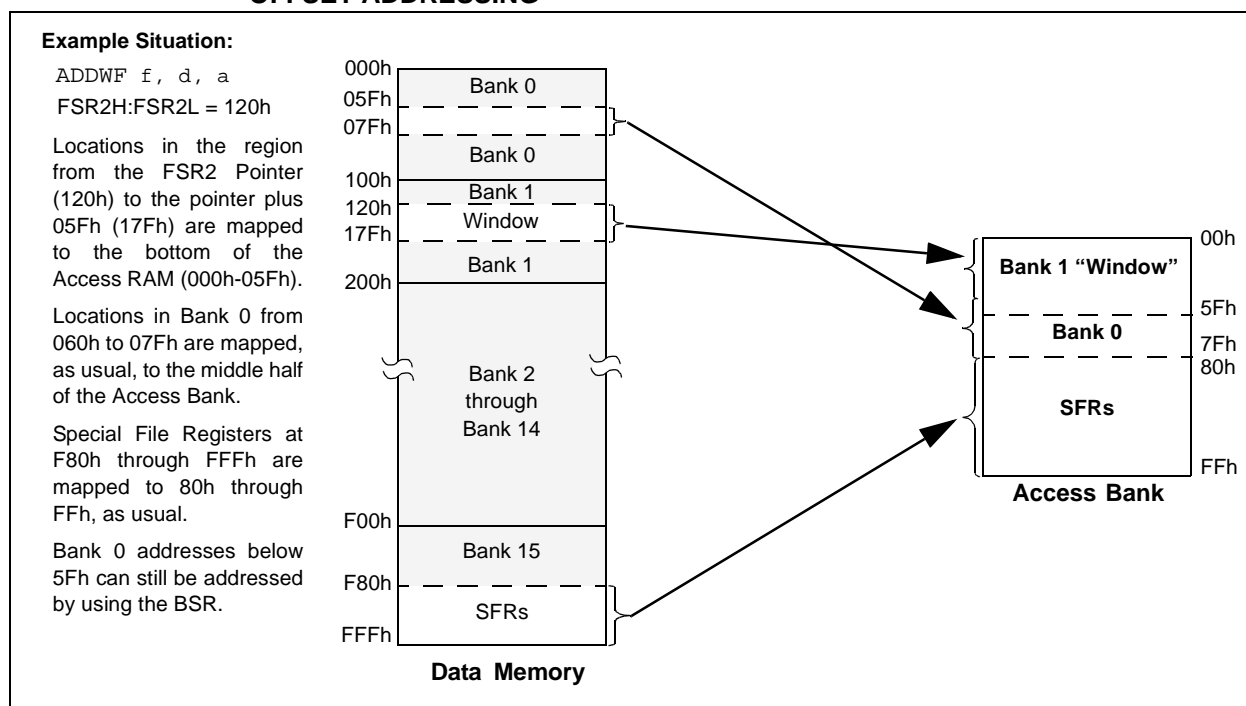 OFFSET ADDRESSING
Example Situation:
ADDWF f, d, a
FSR2H:FSR2L = 120h
Locations in the region
from the FSR2 Pointer
(120h) to the pointer plus
05Fh (17Fh) are mapped
to the bottom of the
Access RAM (000h-05Fh).
Locations in Bank 0 from
060h to 07Fh are mapped,
as usual, to the middle half
of the Access Bank.
Special File Registers at
F80h through FFFh are
mapped to 80h through
FFh, as usual.
Bank 0 addresses below
5Fh can still be addressed
by using the BSR.
000h
Bank 0
05Fh
07Fh
Bank 0
100h
Bank 1
120h
Window
17Fh
Bank 1
200h
Bank 2
through
Bank 14
F00h
Bank 15
F80h
SFRs
FFFh
Data Memory
00h
Bank 1 “Window”
5Fh
Bank 0
7Fh
80h
SFRs
FFh
Access Bank